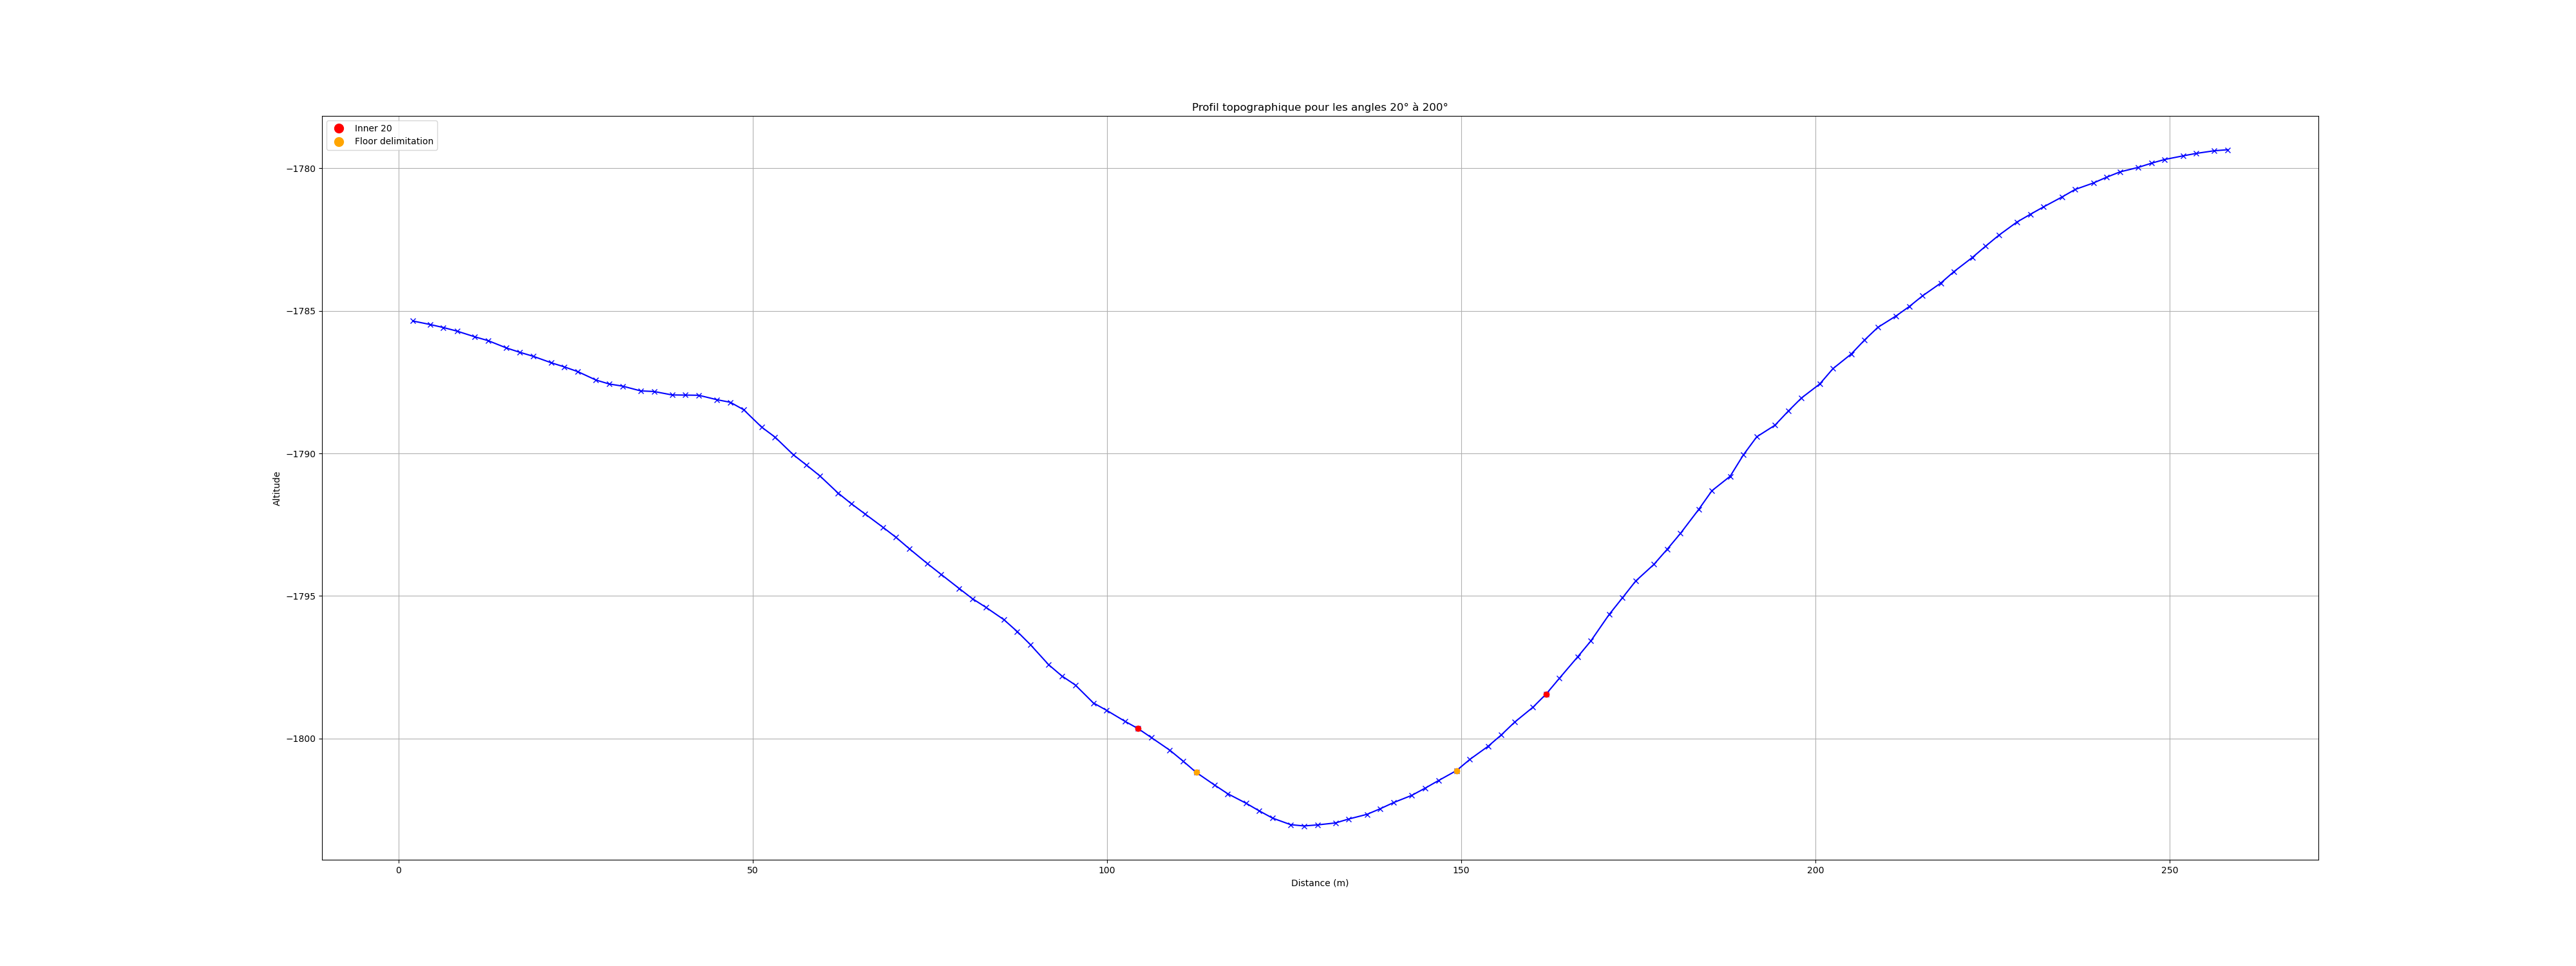 Profil topographique pour les angles 20° à 200°
Inner 20
Floor delimitation
−1780
−1785
−1790
−1795
−1800
Altitude
0
50
100
150
200
250
Distance (m)